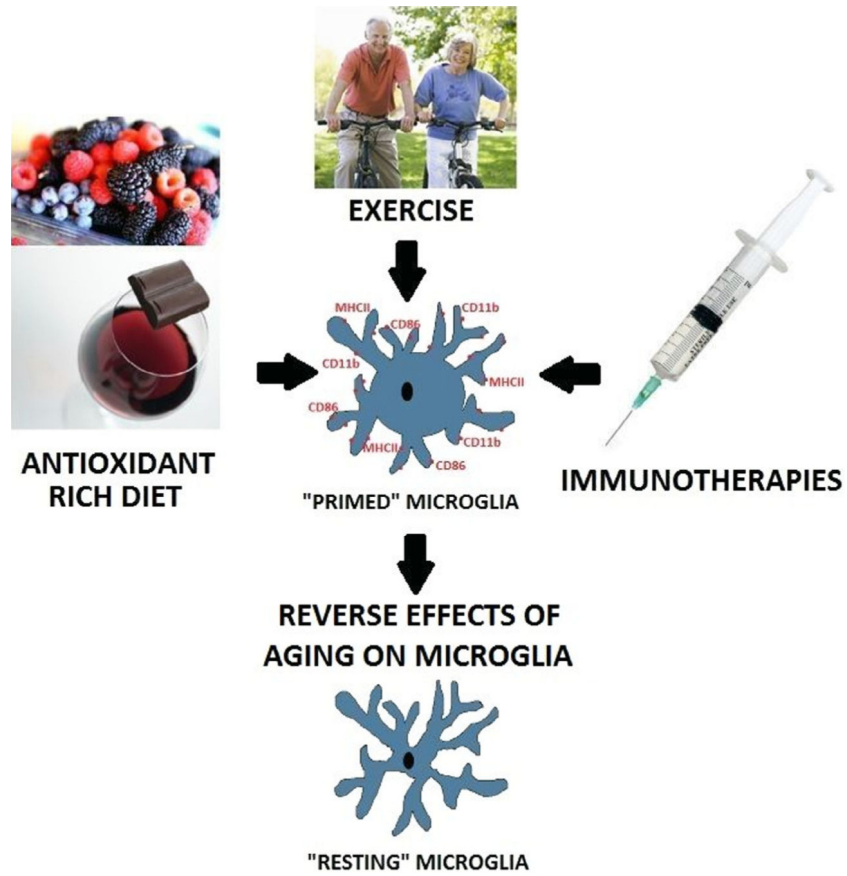 EXERCISE
MHCII
CD86
CD11b
CD11b
MHCII
CD86
MHCII
CD11b
CD86
ANTIOXIDANT
RICH DIET
"PRIMED" MICROGLIA
IMMUNOTHERAPIES
REVERSE EFFECTS OF
AGING ON MICROGLIA
"RESTING" MICROGLIA